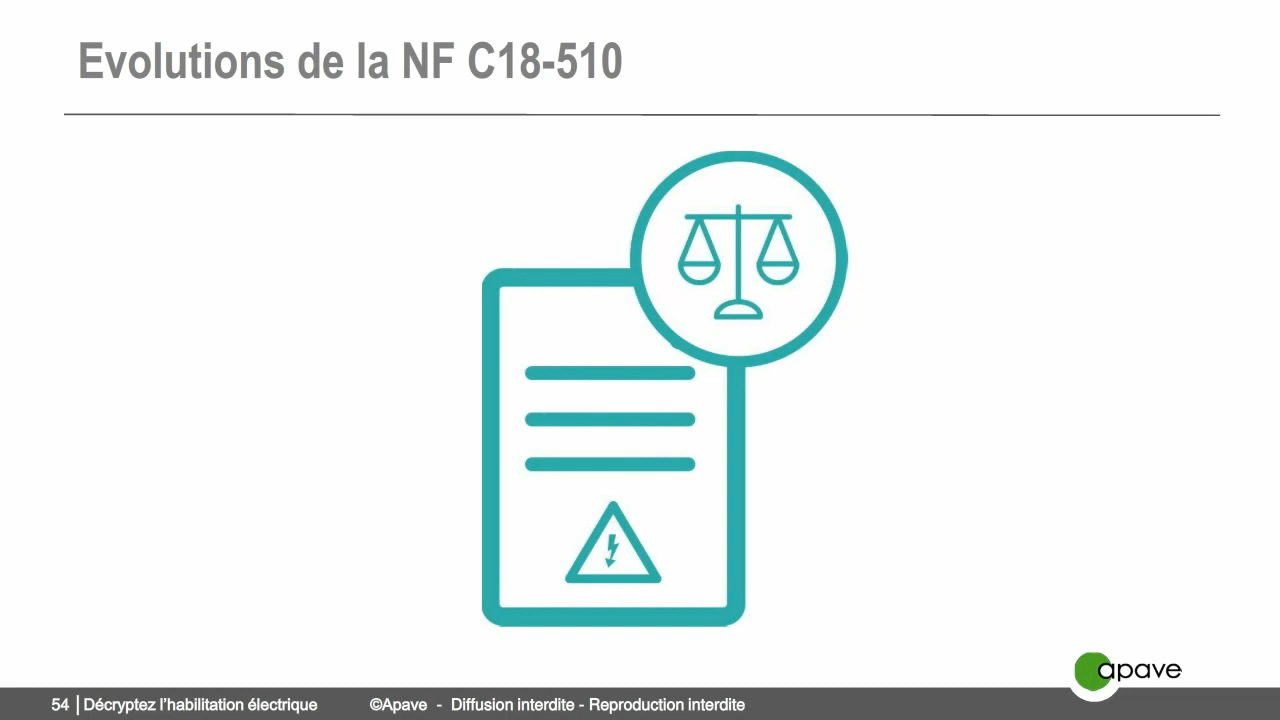 Evolutions de la NF C18-510
apave
54 | Décryptez l’habilitation électrique ©Apave - Diffusion interdite - Reproduction interdite